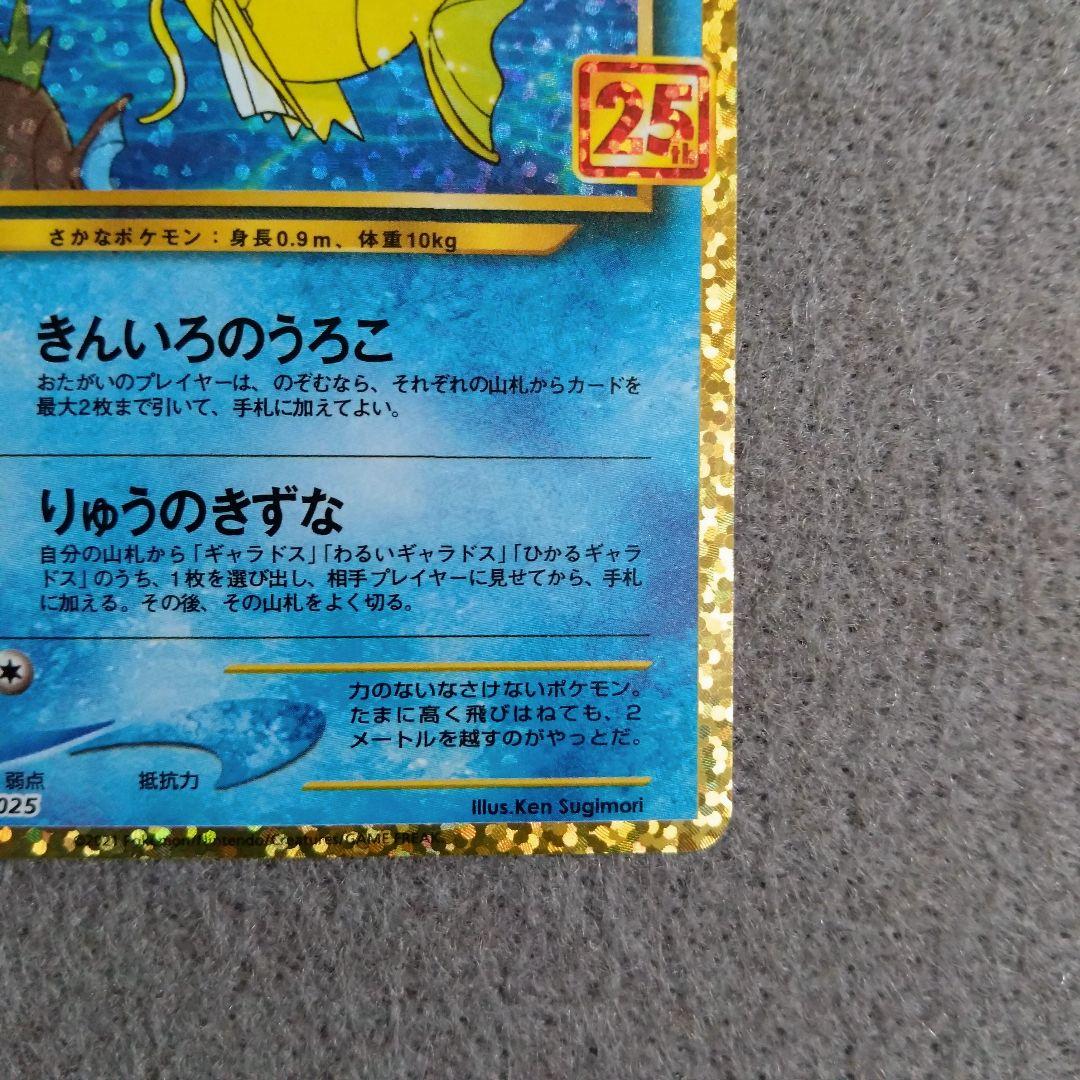 25th
さかなポケモン：身長0.9m、体重10kg
きんいろのうろこ
おたがいのプレイヤーは、のぞむなら、それぞれの山札からカードを
最大2枚まで引いて、手札に加えてよい。
りゅうのきずな
自分の山札から「ギャラドス」「わるいギャラドス」「ひかるギャラ
ドス」のうち、1枚を選び出し、相手プレイヤーに見せてから、手札
に加える。その後、その山札をよく切る。
力のないなさけないポケモン。
たまに高く飛びはねても、2
メートルを越すのがやっとだ。
弱点 抵抗力
025 illus.Ken Sugimori
©2021 Pokémon/Nintendo/Creatures/GAME FREAK